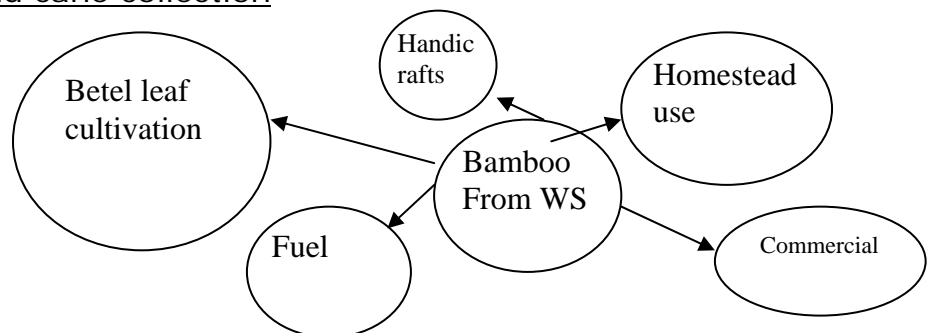 Handic
rafts
Betel leaf
cultivation
Homestead
use
Bamboo
From WS
Fuel
Commercial